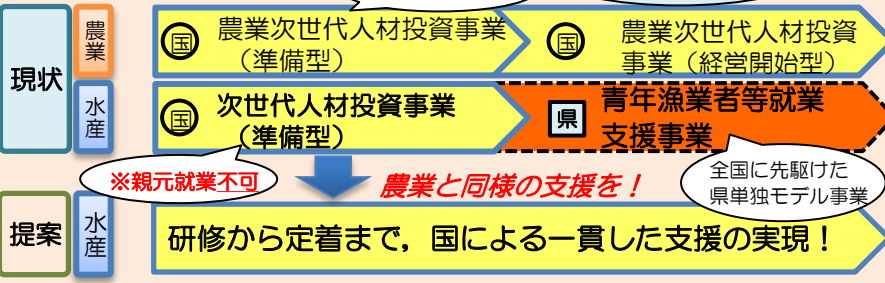 現状
農業
国
農業次世代人材投資事業
（準備型）
国
農業次世代人材投資
事業（経営開始型）
水産
国
次世代人材投資事業
（準備型）
県
青年漁業者等就業
支援事業
※親元就業不可
農業と同様の支援を！
全国に先駆けた
県単独モデル事業
提案
水産
研修から定着まで，国による一貫した支援の実現！